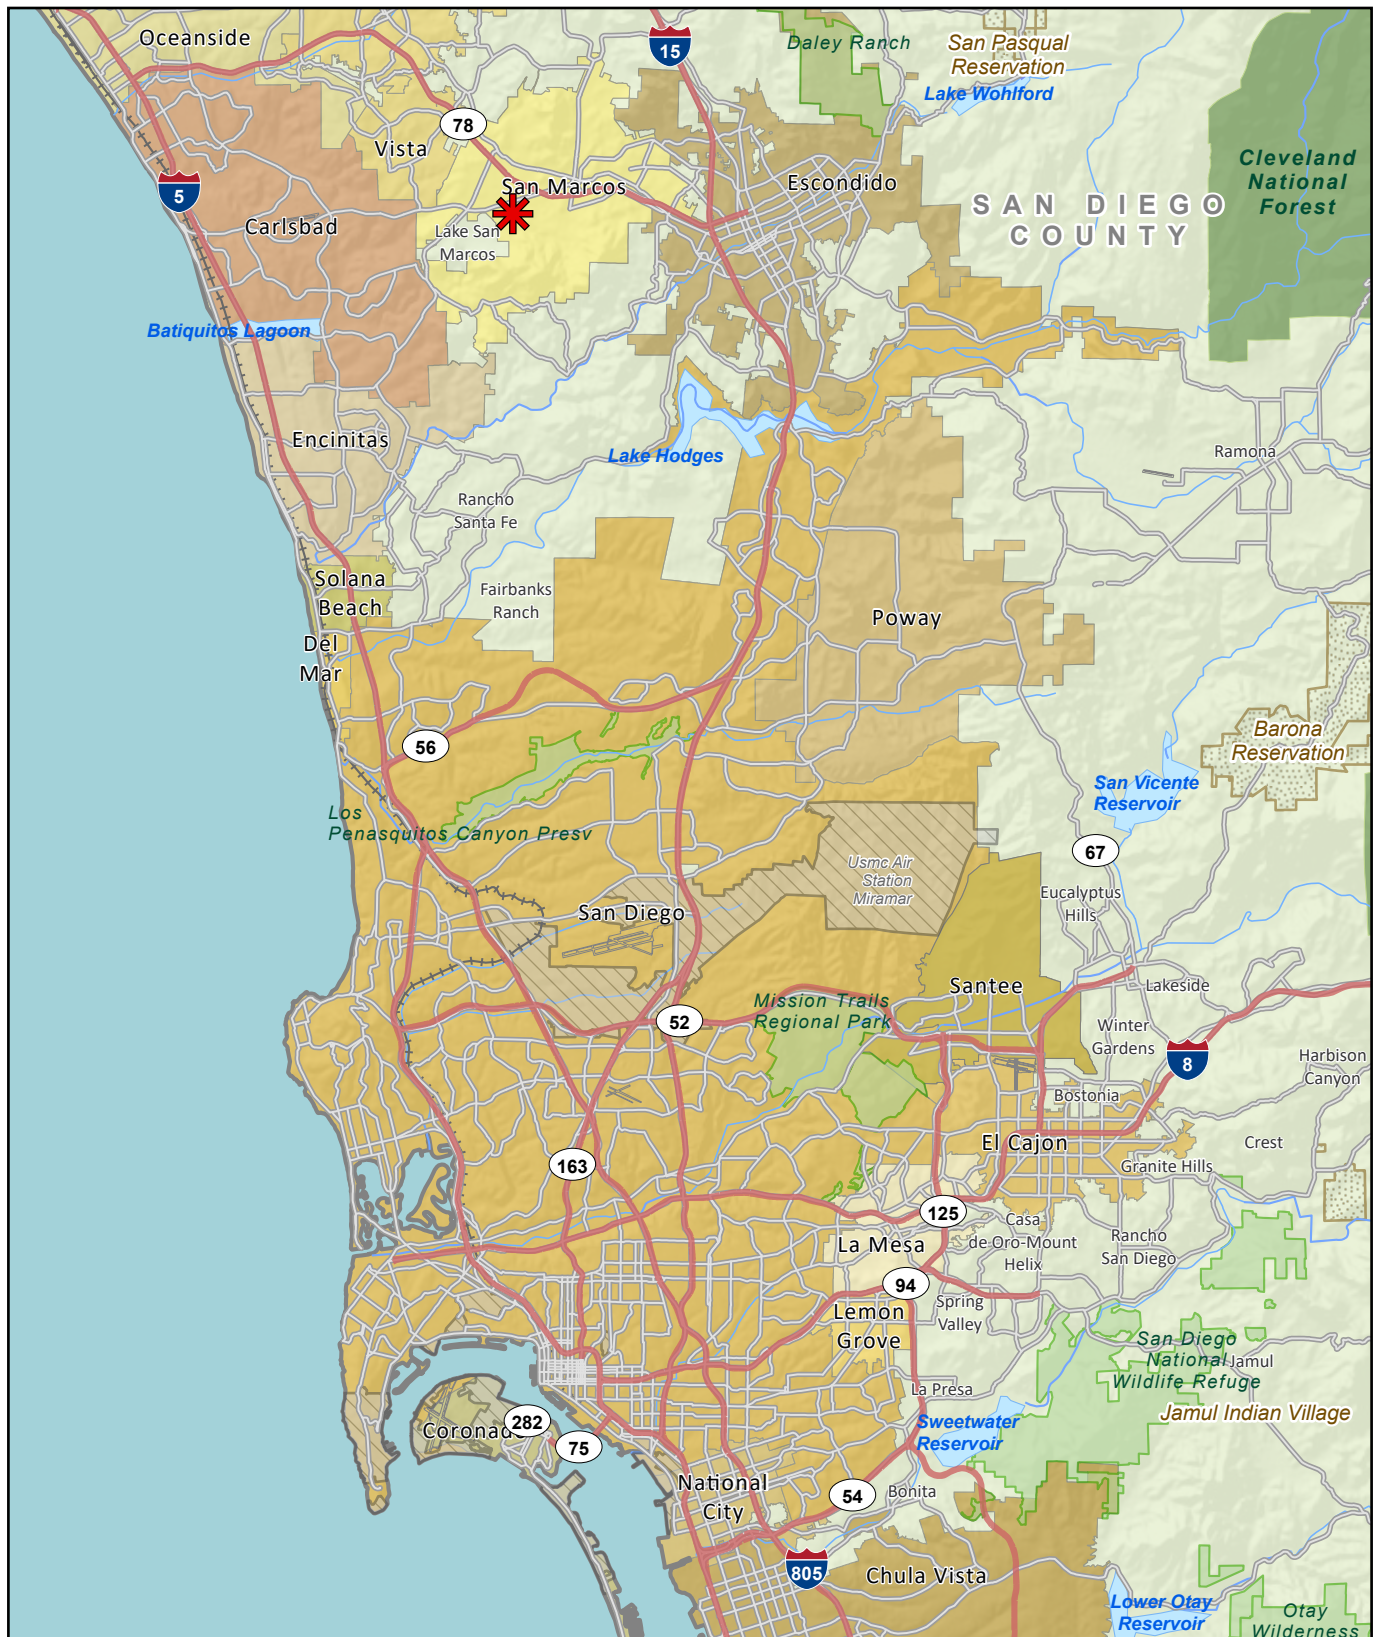 Oceanside
15
Daley Ranch
San Pasqual
Reservation
Lake Wohlford
78
Vista
Cleveland
National
Forest
5
San Marcos
Escondido
SAN DIEGO
COUNTY
Carlsbad
Lake San
Marcos
Batiquitos Lagoon
Encinitas
Lake Hodges
Ramona
Rancho
Santa Fe
Solana
Beach
Fairbanks
Ranch
Poway
Del
Mar
56
Barona
Reservation
San Vicente
Reservoir
Los
Penasquitos Canyon Presv
67
Usmc Air
Station
Miramar
Eucalyptus
Hills
San Diego
Santee
Lakeside
Mission Trails
Regional Park
52
Winter
Gardens
8
Harbison
Canyon
Bostonia
El Cajon
Crest
163
Granite Hills
125
Casa
de Oro-Mount
Helix
Rancho
San Diego
La Mesa
94
Spring
Valley
Lemon
Grove
San Diego
National
Wildlife Refuge
Jamul
La Presa
Jamul Indian Village
Coronado
282
75
Sweetwater
Reservoir
National
City
54
Bonita
805
Chula Vista
Lower Otay
Reservoir
Otay
Wilderness